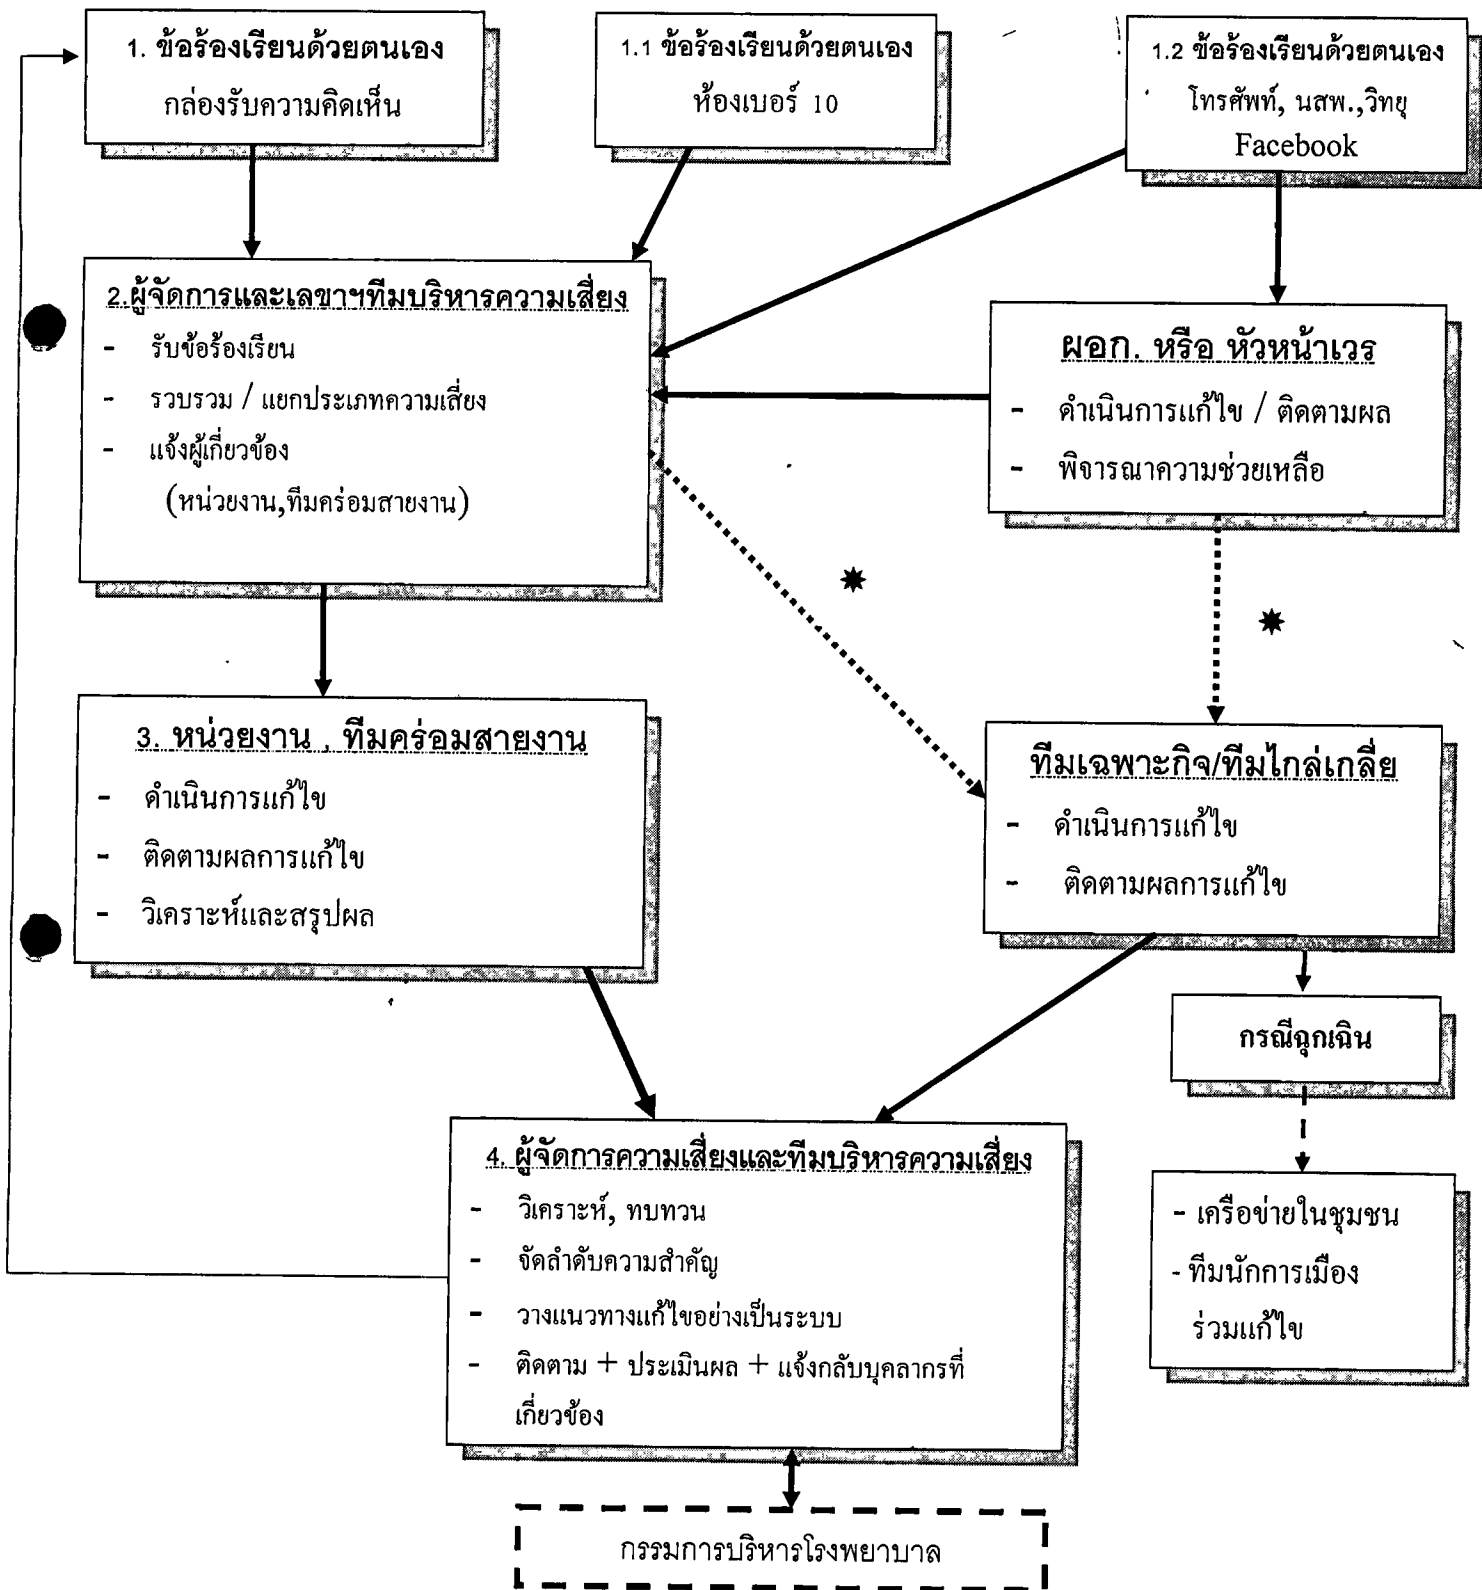 1. ข้อร้องเรียนด้วยตนเอง
กล่องรับความคิดเห็น
1.1 ข้อร้องเรียนด้วยตนเอง
ห้องเบอร์ 10
1.2 ข้อร้องเรียนด้วยตนเอง
โทรศัพท์, นสพ.,วิทยุ
Facebook
2.ผู้จัดการและเลขาฯทีมบริหารความเสี่ยง
- รับข้อร้องเรียน
- รวบรวม / แยกประเภทความเสี่ยง
- แจ้งผู้เกี่ยวข้อง
(หน่วยงาน,ทีมคร่อมสายงาน)
ผอก. หรือ หัวหน้าเวร
- ดำเนินการแก้ไข / ติดตามผล
- พิจารณาความช่วยเหลือ
3. หน่วยงาน , ทีมคร่อมสายงาน
- ดำเนินการแก้ไข
- ติดตามผลการแก้ไข
- วิเคราะห์และสรุปผล
ทีมเฉพาะกิจ/ทีมไกล่เกลี่ย
- ดำเนินการแก้ไข
- ติดตามผลการแก้ไข
กรณีฉุกเฉิน
- เครือข่ายในชุมชน
- ทีมนักการเมือง
ร่วมแก้ไข
4. ผู้จัดการความเสี่ยงและทีมบริหารความเสี่ยง
- วิเคราะห์, ทบทวน
- จัดลำดับความสำคัญ
- วางแนวทางแก้ไขอย่างเป็นระบบ
- ติดตาม + ประเมินผล + แจ้งกลับบุคลากรที่
เกี่ยวข้อง
กรรมการบริหารโรงพยาบาล